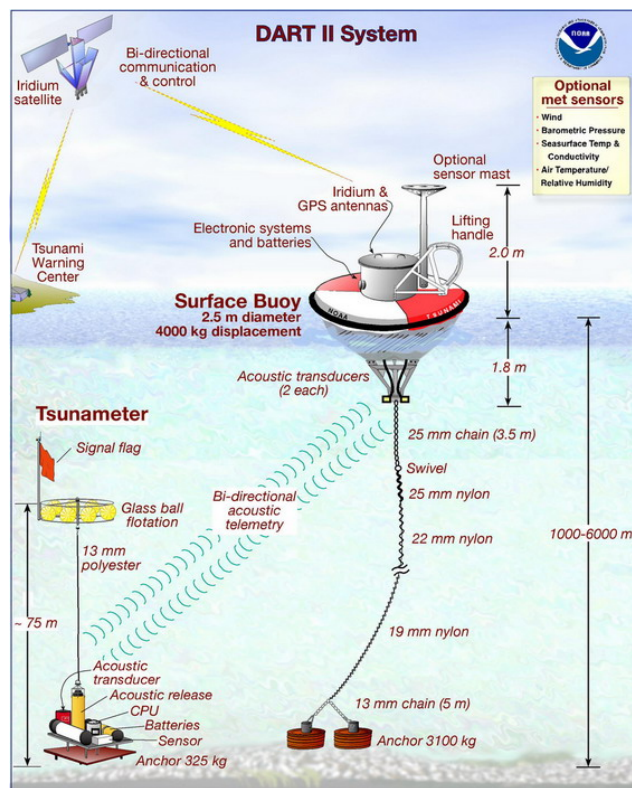 DART II System
NOAA
Optional
met sensors
• Wind
• Barometric Pressure
• Seasurface Temp &
Conductivity
• Air Temperature/
Relative Humidity
Iridium
satellite
Bi-directional
communication
& control
Optional
sensor mast
Iridium &
GPS antennas
Electronic systems
and batteries
Lifting
handle
2.0 m
Tsunami
Warning
Center
Surface Buoy
2.5 m diameter
4000 kg displacement
NOAA
TSUNAMI
1.8 m
Acoustic transducers
(2 each)
Tsunameter
25 mm chain (3.5 m)
Signal flag
Swivel
Bi-directional
acoustic
telemetry
25 mm nylon
Glass ball
flotation
22 mm nylon
1000-6000 m
13 mm
polyester
~ 75 m
19 mm nylon
Acoustic
transducer
Acoustic release
CPU
Batteries
Sensor
Anchor 325 kg
13 mm chain (5 m)
Anchor 3100 kg